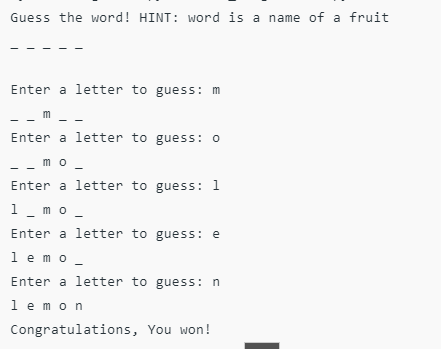 Guess the word! HINT: word is a name of a fruit
_ _ _ _ _
Enter a letter to guess: m
_ _ m _ _
Enter a letter to guess: o
_ _ m o _
Enter a letter to guess: l
l _ m o _
Enter a letter to guess: e
l e m o _
Enter a letter to guess: n
l e m o n
Congratulations, You won!